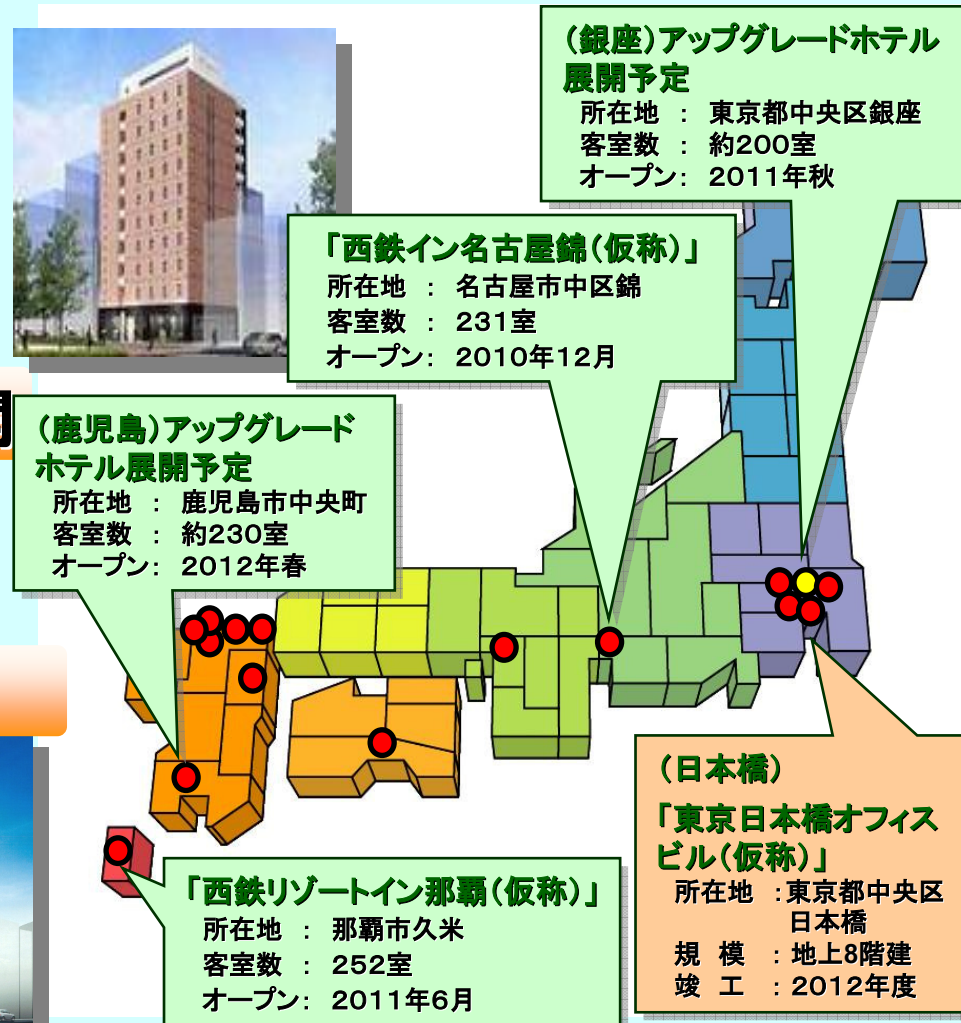 (銀座)アップグレードホテル
展開予定
所在地 : 東京都中央区銀座
客室数 : 約200室
オープン: 2011年秋
「西鉄イン名古屋錦(仮称)」
所在地 : 名古屋市中区錦
客室数 : 231室
オープン: 2010年12月
(鹿児島)アップグレード
ホテル展開予定
所在地 : 鹿児島市中央町
客室数 : 約230室
オープン: 2012年春
(日本橋)
「東京日本橋オフィス
ビル(仮称)」
所在地 :東京都中央区
日本橋
規 模 :地上8階建
竣 工 :2012年度
「西鉄リゾートイン那覇(仮称)」
所在地 : 那覇市久米
客室数 : 252室
オープン: 2011年6月